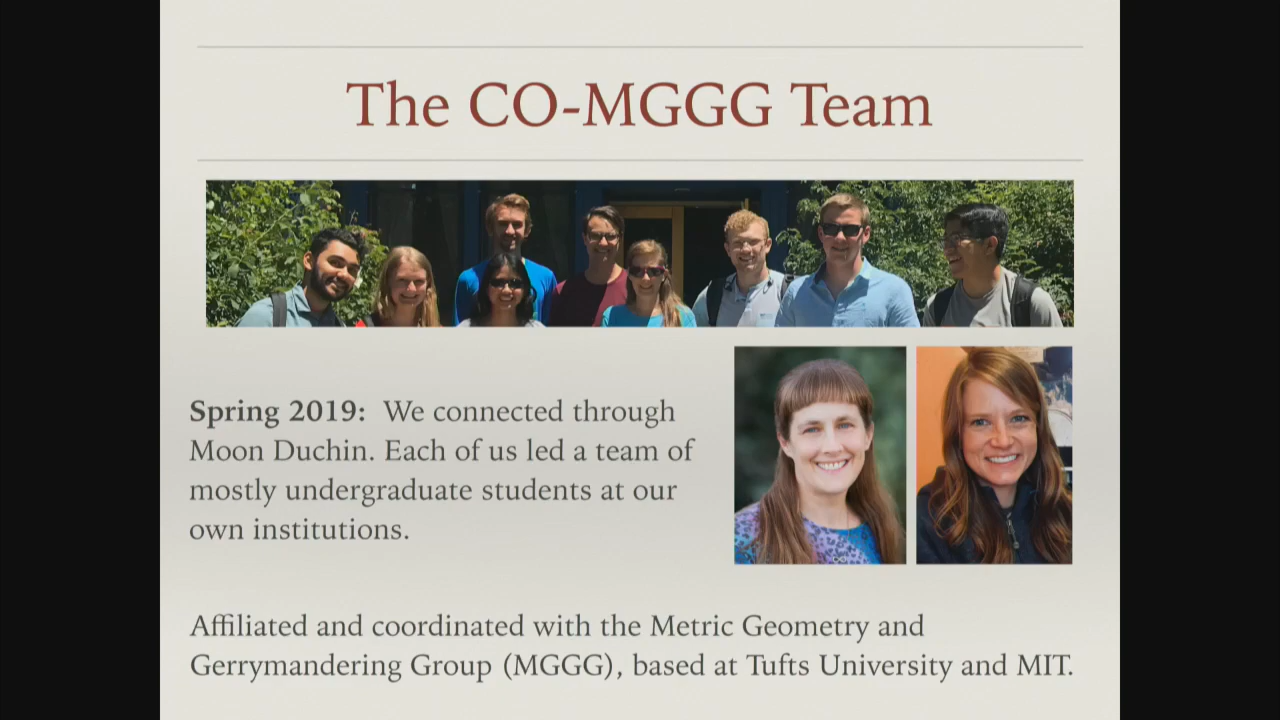 The CO-MGGG Team
Spring 2019: We connected through
Moon Duchin. Each of us led a team of
mostly undergraduate students at our
own institutions.
Affiliated and coordinated with the Metric Geometry and
Gerrymandering Group (MGGG), based at Tufts University and MIT.